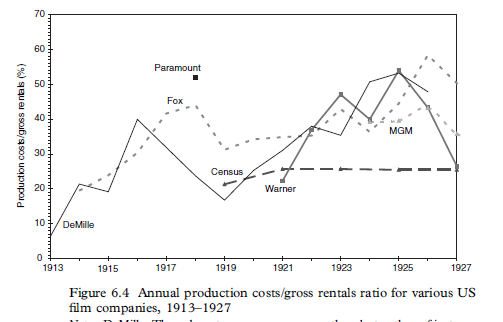 70
60
50
40
30
20
10
0
Production costs/gross rentals (%)
Paramount
Fox
MGM
Census
Warner
DeMille
1913 1915 1917 1919 1921 1923 1925 1927
Figure 6.4 Annual production costs/gross rentals ratio for various US
film companies, 1913–1927